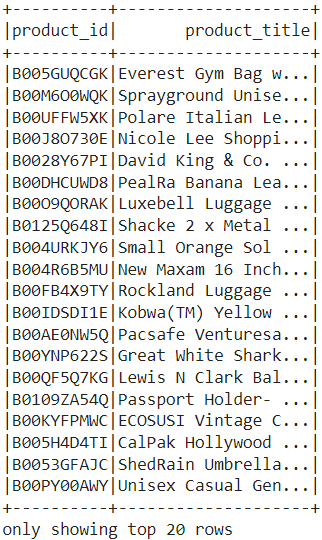 +----------+--------------------+
|product_id|       product_title|
+----------+--------------------+
|B005GUQCGK|Everest Gym Bag w...|
|B00M6O0WQK|Sprayground Unise...|
|B00UFFW5XK|Polare Italian Le...|
|B00J8O730E|Nicole Lee Shoppi...|
|B0028Y67PI|David King & Co. ...|
|B00DHCUWD8|PealRa Banana Lea...|
|B00O9QORAK|Luxebell Luggage ...|
|B0125Q648I|Shacke 2 x Metal ...|
|B004URKJY6|Small Orange Sol ...|
|B004R6B5MU|New Maxam 16 Inch...|
|B00FB4X9TY|Rockland Luggage ...|
|B00IDSDI1E|Kobwa(TM) Yellow ...|
|B00AE0NW5Q|Pacsafe Venturesa...|
|B00YNP622S|Great White Shark...|
|B00QF5Q7KG|Lewis N Clark Bal...|
|B0109ZA54Q|Passport Holder- ...|
|B00KYFPMWC|ECOSUSI Vintage C...|
|B005H4D4TI|CalPak Hollywood ...|
|B0053GFAJC|ShedRain Umbrella...|
|B00PY00AWY|Unisex Casual Gen...|
+----------+--------------------+
only showing top 20 rows